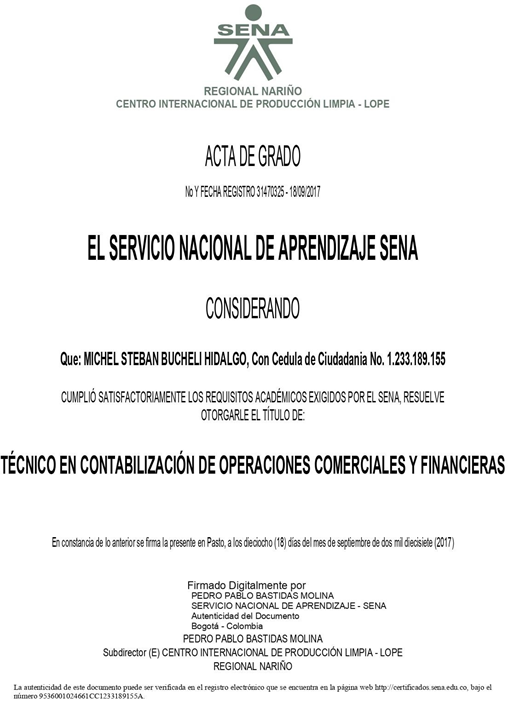 SENA
REGIONAL NARIÑO
CENTRO INTERNACIONAL DE PRODUCCIÓN LIMPIA - LOPE
ACTA DE GRADO
No Y FECHA REGISTRO 31470325 - 18/09/2017
EL SERVICIO NACIONAL DE APRENDIZAJE SENA
CONSIDERANDO
Que: MICHEL STEBAN BUCHELI HIDALGO, Con Cedula de Ciudadania No. 1.233.189.155
CUMPLIÓ SATISFACTORIAMENTE LOS REQUISITOS ACADÉMICOS EXIGIDOS POR EL SENA, RESUELVE
OTORGARLE EL TÍTULO DE:
TÉCNICO EN CONTABILIZACIÓN DE OPERACIONES COMERCIALES Y FINANCIERAS
En constancia de lo anterior se firma la presente en Pasto, a los dieciocho (18) días del mes de septiembre de dos mil diecisiete (2017)
Firmado Digitalmente por
PEDRO PABLO BASTIDAS MOLINA
SERVICIO NACIONAL DE APRENDIZAJE - SENA
Autenticidad del Documento
Bogotá - Colombia
PEDRO PABLO BASTIDAS MOLINA
Subdirector (E) CENTRO INTERNACIONAL DE PRODUCCIÓN LIMPIA - LOPE
REGIONAL NARIÑO
La autenticidad de este documento puede ser verificada en el registro electrónico que se encuentra en la página web http://certificados.sena.edu.co, bajo el
número 9536001024661CC1233189155A.